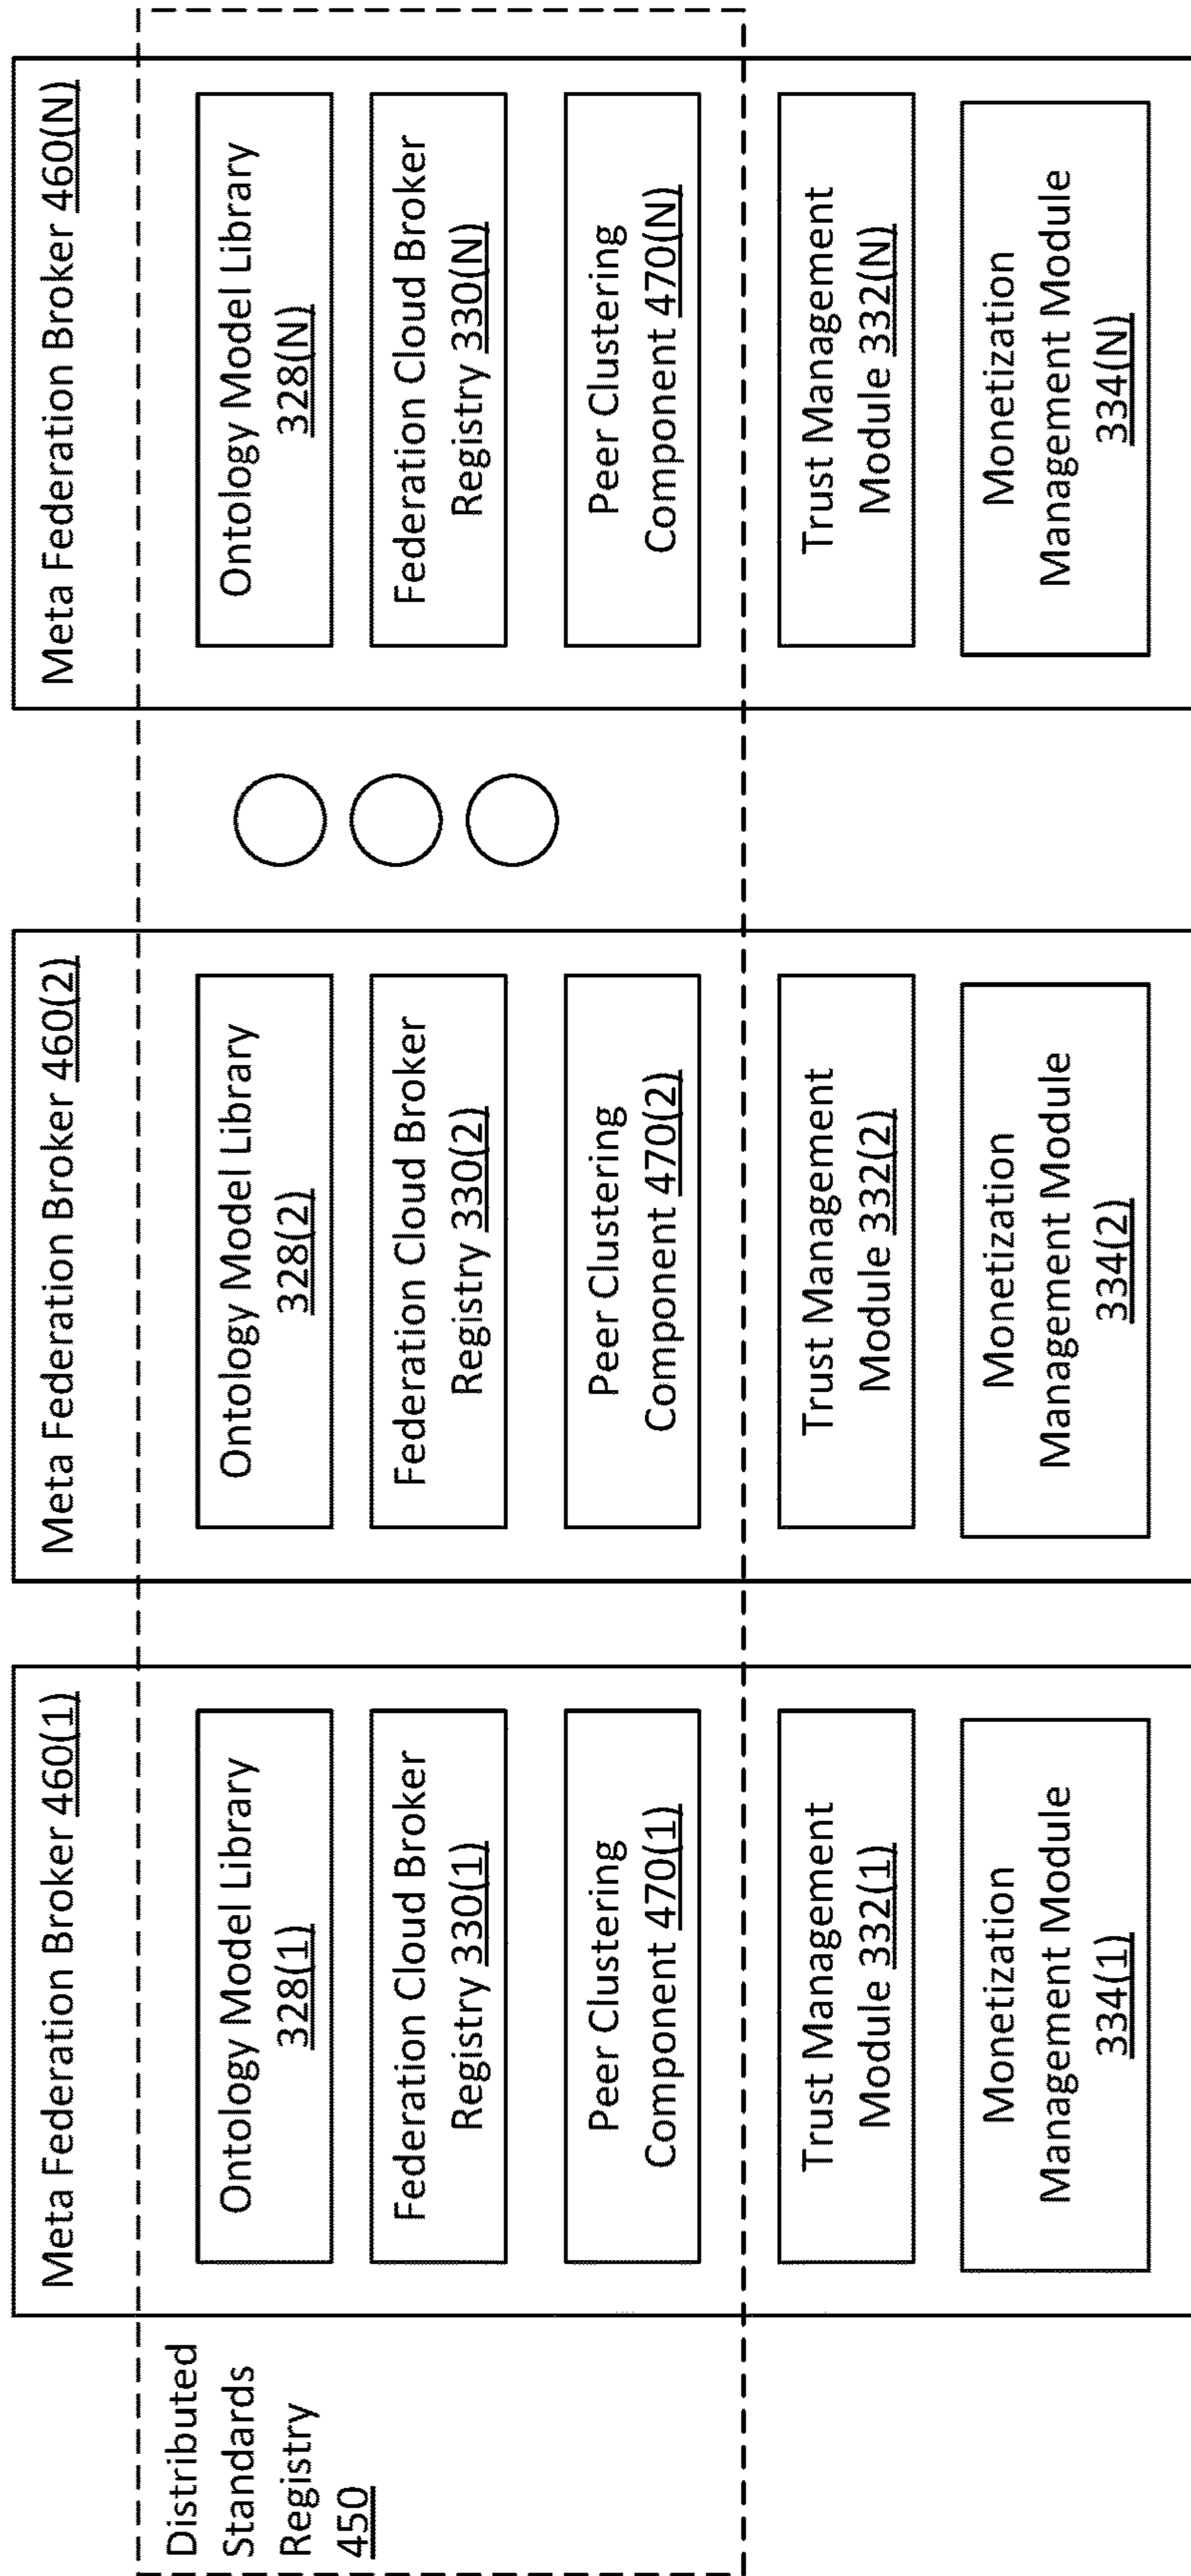 Distributed
Standards
Registry
450
Meta Federation Broker 460(1)
Ontology Model Library
328(1)
Federation Cloud Broker
Registry 330(1)
Peer Clustering
Component 470(1)
Trust Management
Module 332(1)
Monetization
Management Module
334(1)
Meta Federation Broker 460(2)
Ontology Model Library
328(2)
Federation Cloud Broker
Registry 330(2)
Peer Clustering
Component 470(2)
Trust Management
Module 332(2)
Monetization
Management Module
334(2)
Meta Federation Broker 460(N)
Ontology Model Library
328(N)
Federation Cloud Broker
Registry 330(N)
Peer Clustering
Component 470(N)
Trust Management
Module 332(N)
Monetization
Management Module
334(N)